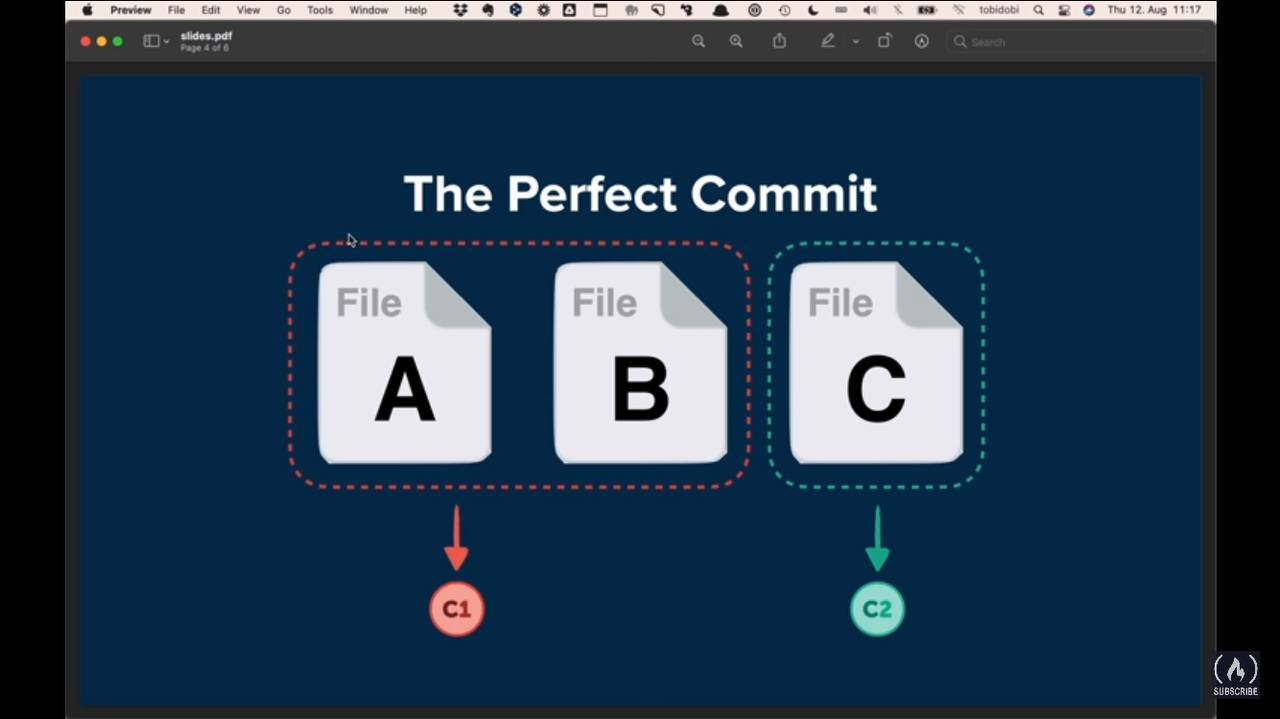 Preview File Edit View Go Tools Window Help tobidobi Thu 12. Aug 11:17
slides.pdf
Page 4 of 6
Search
The Perfect Commit
File File File
A B C
C1 C2
SUBSCRIBE